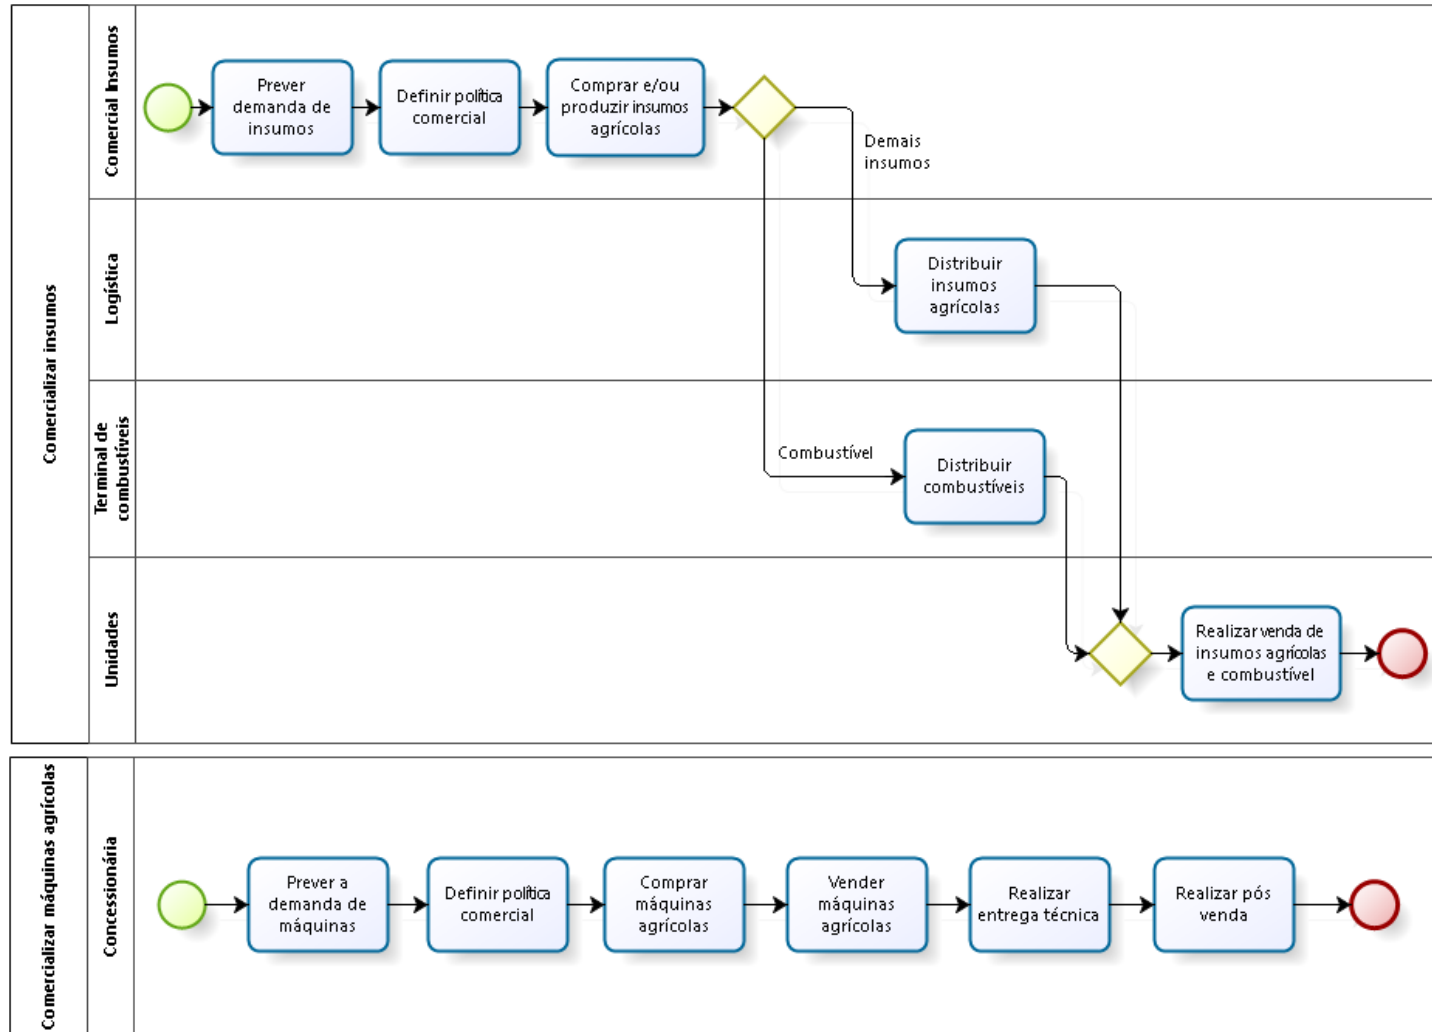 Comercializar insumos
Comercial Insumos
Prever
demanda de
insumos
Definir política
comercial
Comprar e/ou
produzir insumos
agrícolas
Demais
insumos
Logística
Distribuir
insumos
agrícolas
Terminal de
combustíveis
Combustível
Distribuir
combustíveis
Unidades
Realizar venda de
insumos agrícolas
e combustível
Comercializar máquinas agrícolas
Concessionária
Prever a
demanda de
máquinas
Definir política
comercial
Comprar
máquinas
agrícolas
Vender
máquinas
agrícolas
Realizar
entrega técnica
Realizar pós
venda